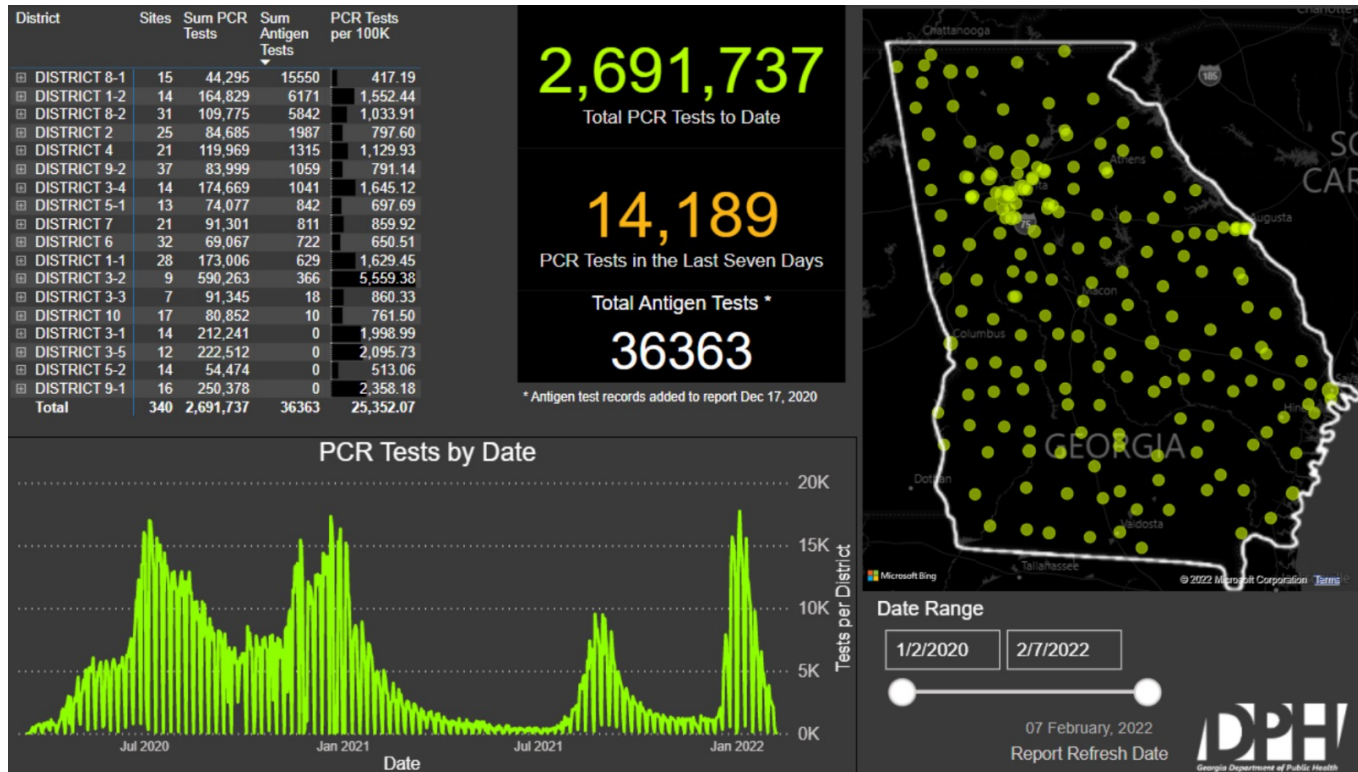 District Sites Sum PCR Tests Sum Antigen Tests PCR Tests per 100K
DISTRICT 8-1 15 44,295 15550 417.19
DISTRICT 1-2 14 164,829 6171 1,552.44
DISTRICT 8-2 31 109,775 5842 1,033.91
DISTRICT 2 25 84,685 1987 797.60
DISTRICT 4 21 119,969 1315 1,129.93
DISTRICT 9-2 37 83,999 1059 791.14
DISTRICT 3-4 14 174,669 1041 1,645.12
DISTRICT 5-1 13 74,077 842 697.69
DISTRICT 7 21 91,301 811 859.92
DISTRICT 6 32 69,067 722 650.51
DISTRICT 1-1 28 173,006 629 1,629.45
DISTRICT 3-2 9 590,263 366 5,559.38
DISTRICT 3-3 7 91,345 18 860.33
DISTRICT 10 17 80,852 10 761.50
DISTRICT 3-1 14 212,241 0 1,998.99
DISTRICT 3-5 12 222,512 0 2,095.73
DISTRICT 5-2 14 54,474 0 513.06
DISTRICT 9-1 16 250,378 0 2,358.18
Total 340 2,691,737 36363 25,352.07
2,691,737
Total PCR Tests to Date
14,189
PCR Tests in the Last Seven Days
Total Antigen Tests *
36363
* Antigen test records added to report Dec 17, 2020
Charlotte
Chattanooga
185
SO
CAR
Athens
Augusta
75
Macon
Columbus
GEORGIA
Valdosta
Tallahassee
Microsoft Bing
© 2022 Microsoft Corporation Terms
PCR Tests by Date
20K
15K
10K
5K
0K
Tests per District
Jul 2020 Jan 2021 Jul 2021 Jan 2022
Date
Date Range
1/2/2020 2/7/2022
07 February, 2022
Report Refresh Date
DPH
Georgia Department of Public Health